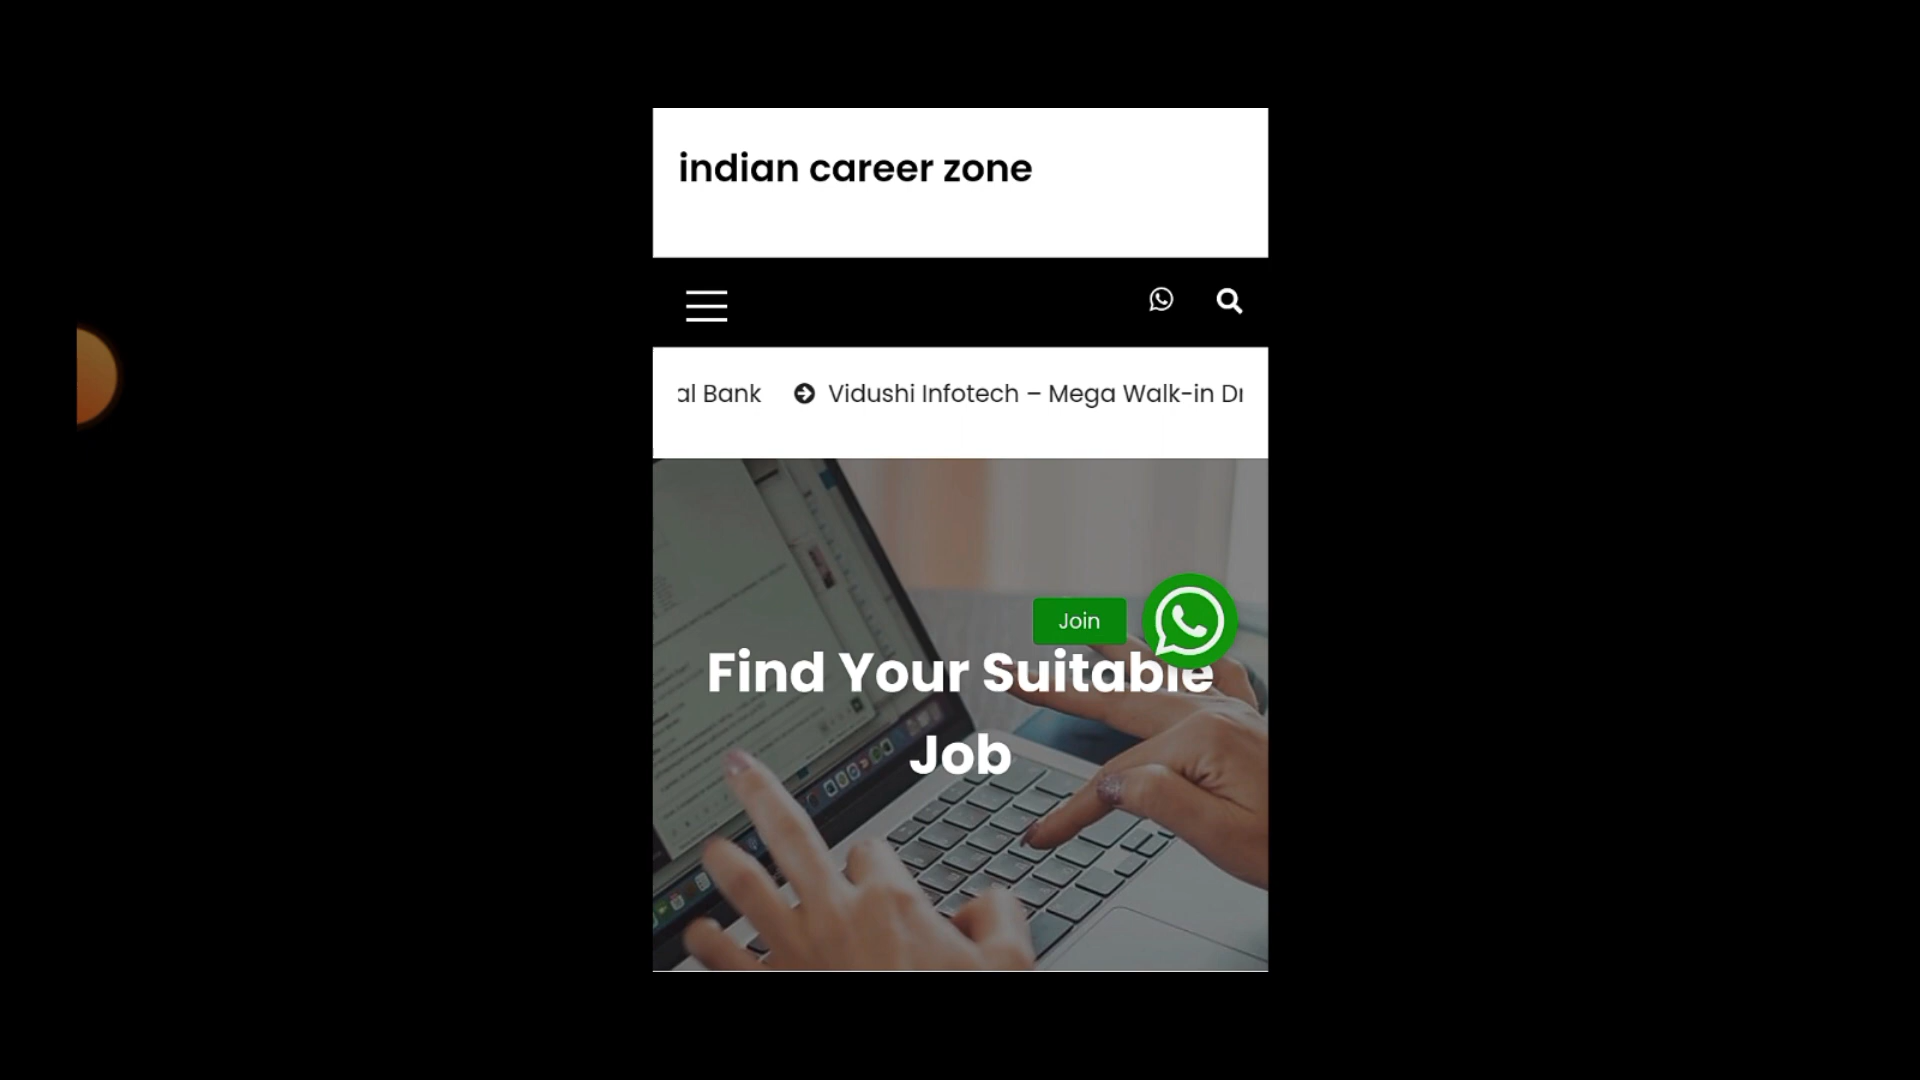 indian career zone
al Bank Vidushi Infotech – Mega Walk-in Dr
Join
Find Your Suitable
Job